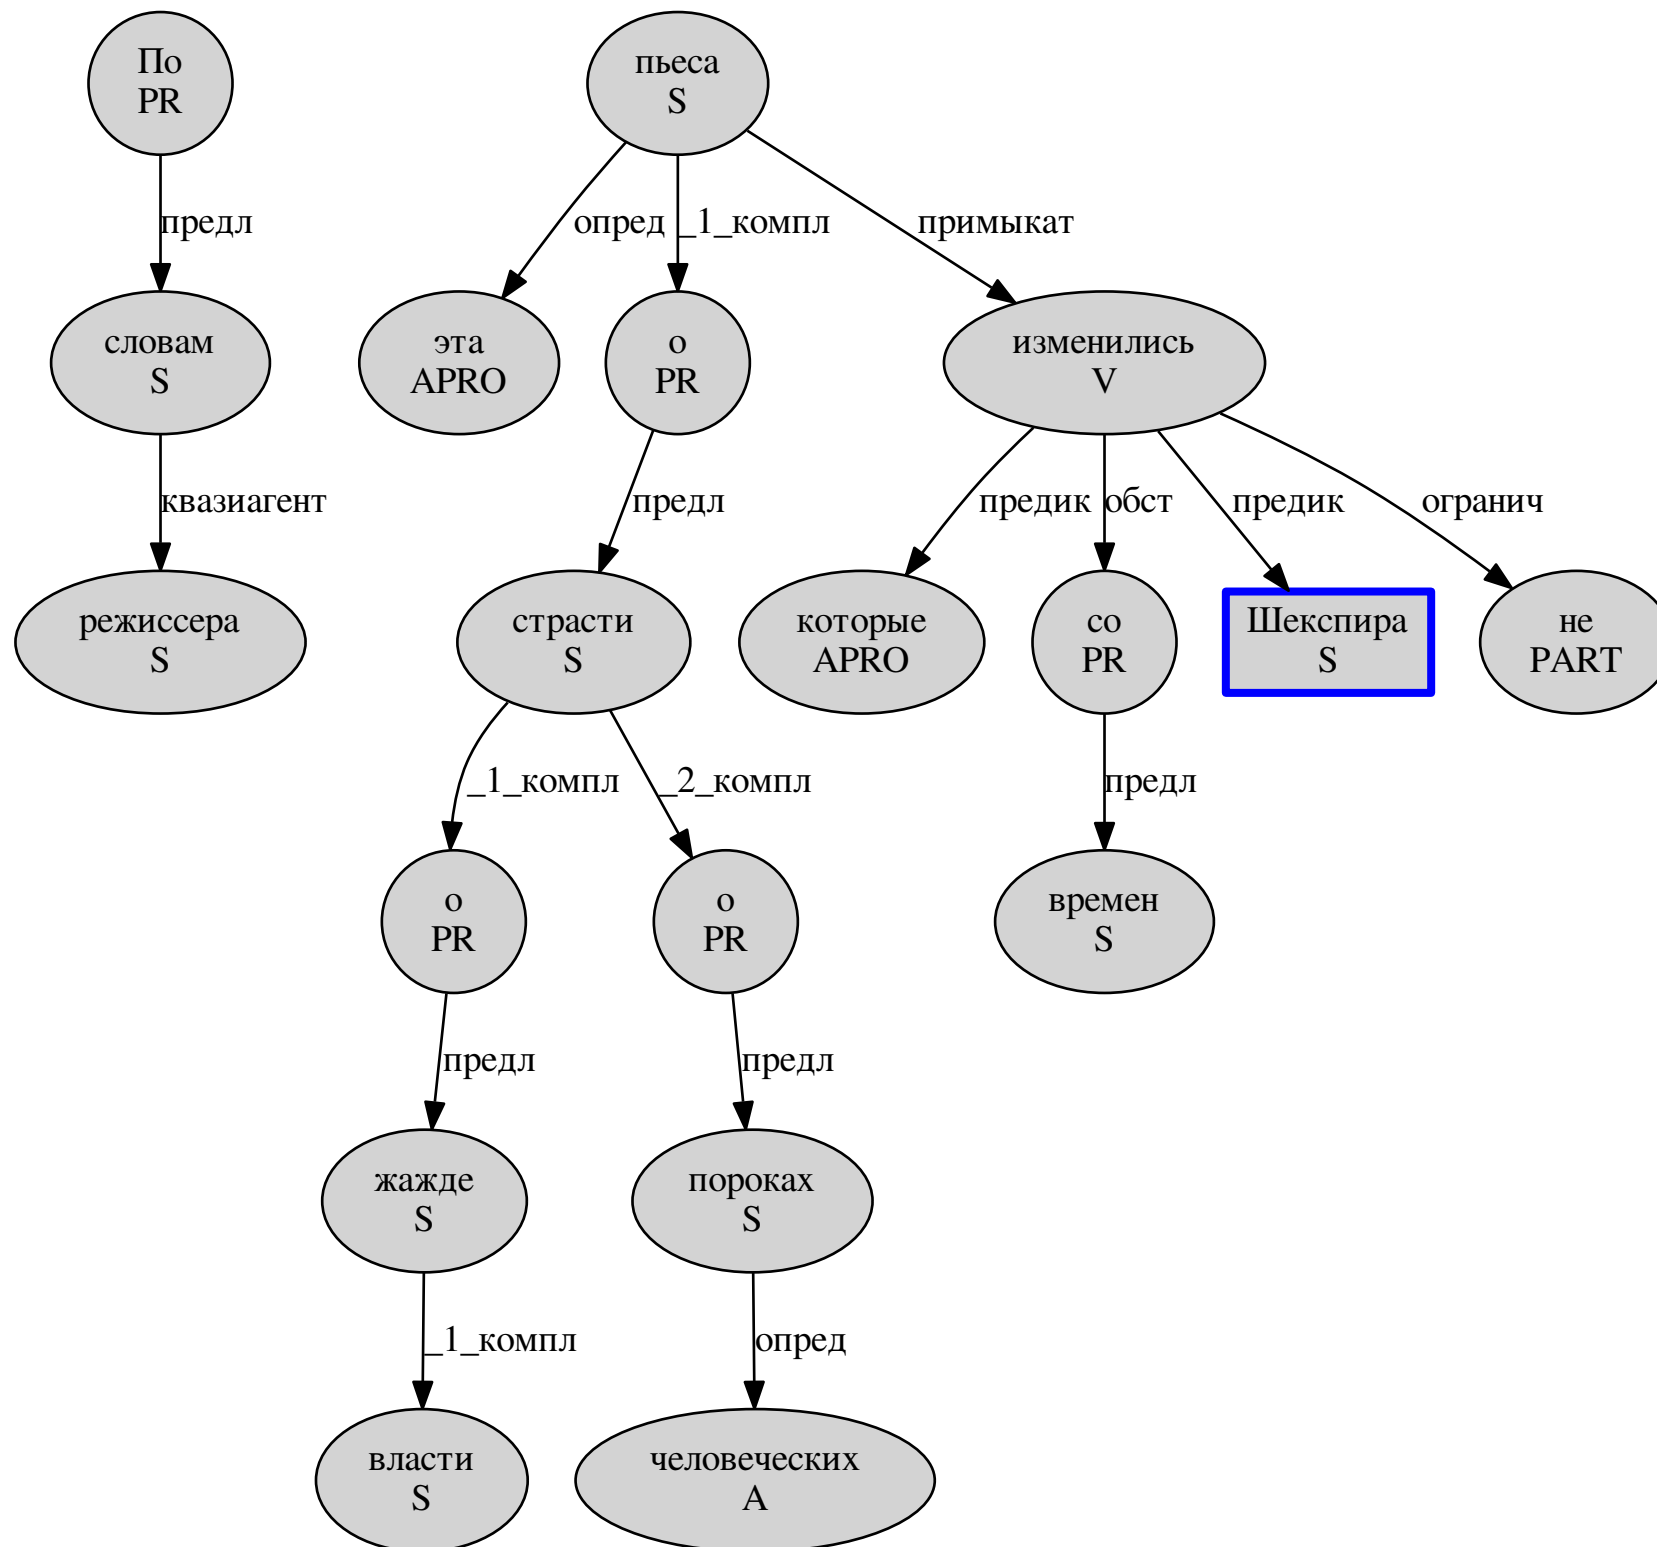 По
PR
пьеса
S
предл
опред
_1_компл
примыкат
словам
S
эта
APRO
о
PR
изменились
V
квазиагент
предл
предик
обст
предик
огранич
режиссера
S
страсти
S
которые
APRO
со
PR
Шекспира
S
не
PART
_1_компл
_2_компл
предл
о
PR
о
PR
времен
S
предл
предл
жажде
S
пороках
S
_1_компл
опред
власти
S
человеческих
A